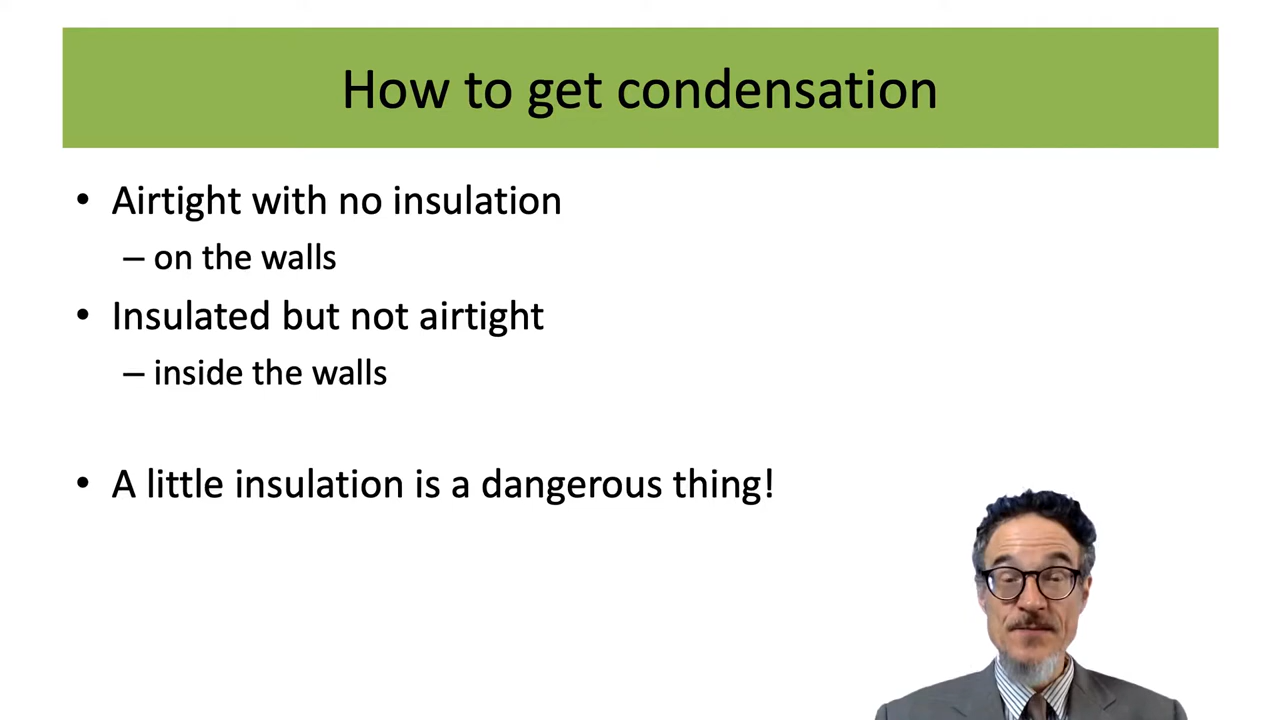 How to get condensation
• Airtight with no insulation
– on the walls
• Insulated but not airtight
– inside the walls
• A little insulation is a dangerous thing!